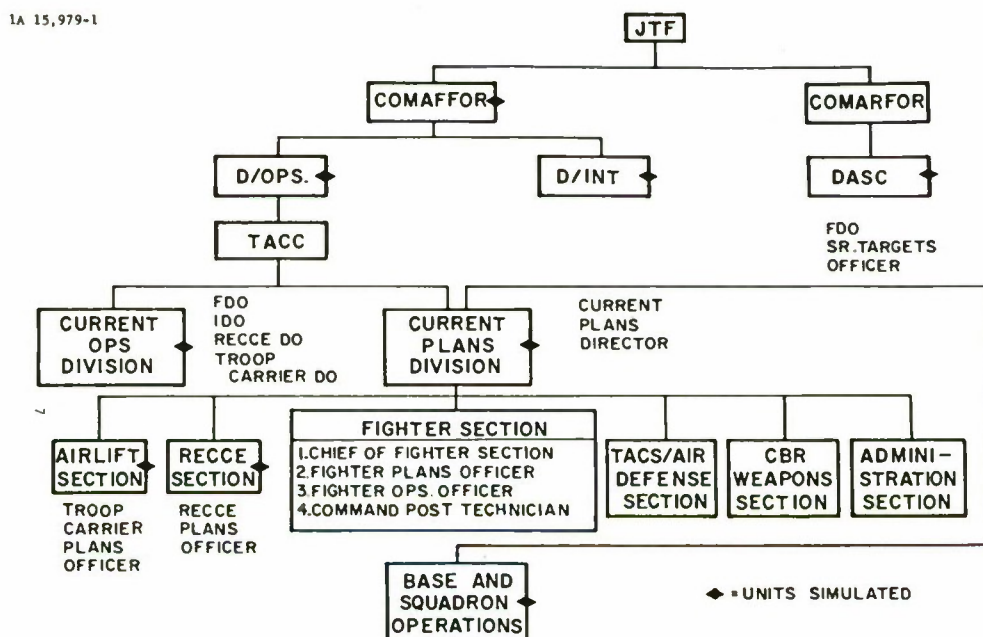 1A 15,979-1
JTF
COMAFFOR
COMARFOR
D/OPS.
D/INT
DASC
TACC
FDO
SR.TARGETS
OFFICER
CURRENT
OPS
DIVISION
FDO
IDO
RECCE DO
TROOP
CARRIER DO
CURRENT
PLANS
DIVISION
CURRENT
PLANS
DIRECTOR
AIRLIFT
SECTION
TROOP
CARRIER
PLANS
OFFICER
RECCE
SECTION
RECCE
PLANS
OFFICER
FIGHTER SECTION
1.CHIEF OF FIGHTER SECTION
2.FIGHTER PLANS OFFICER
3.FIGHTER OPS. OFFICER
4.COMMAND POST TECHNICIAN
TACS/AIR
DEFENSE
SECTION
CBR
WEAPONS
SECTION
ADMINI-
STRATION
SECTION
BASE AND
SQUADRON
OPERATIONS
◆ = UNITS SIMULATED